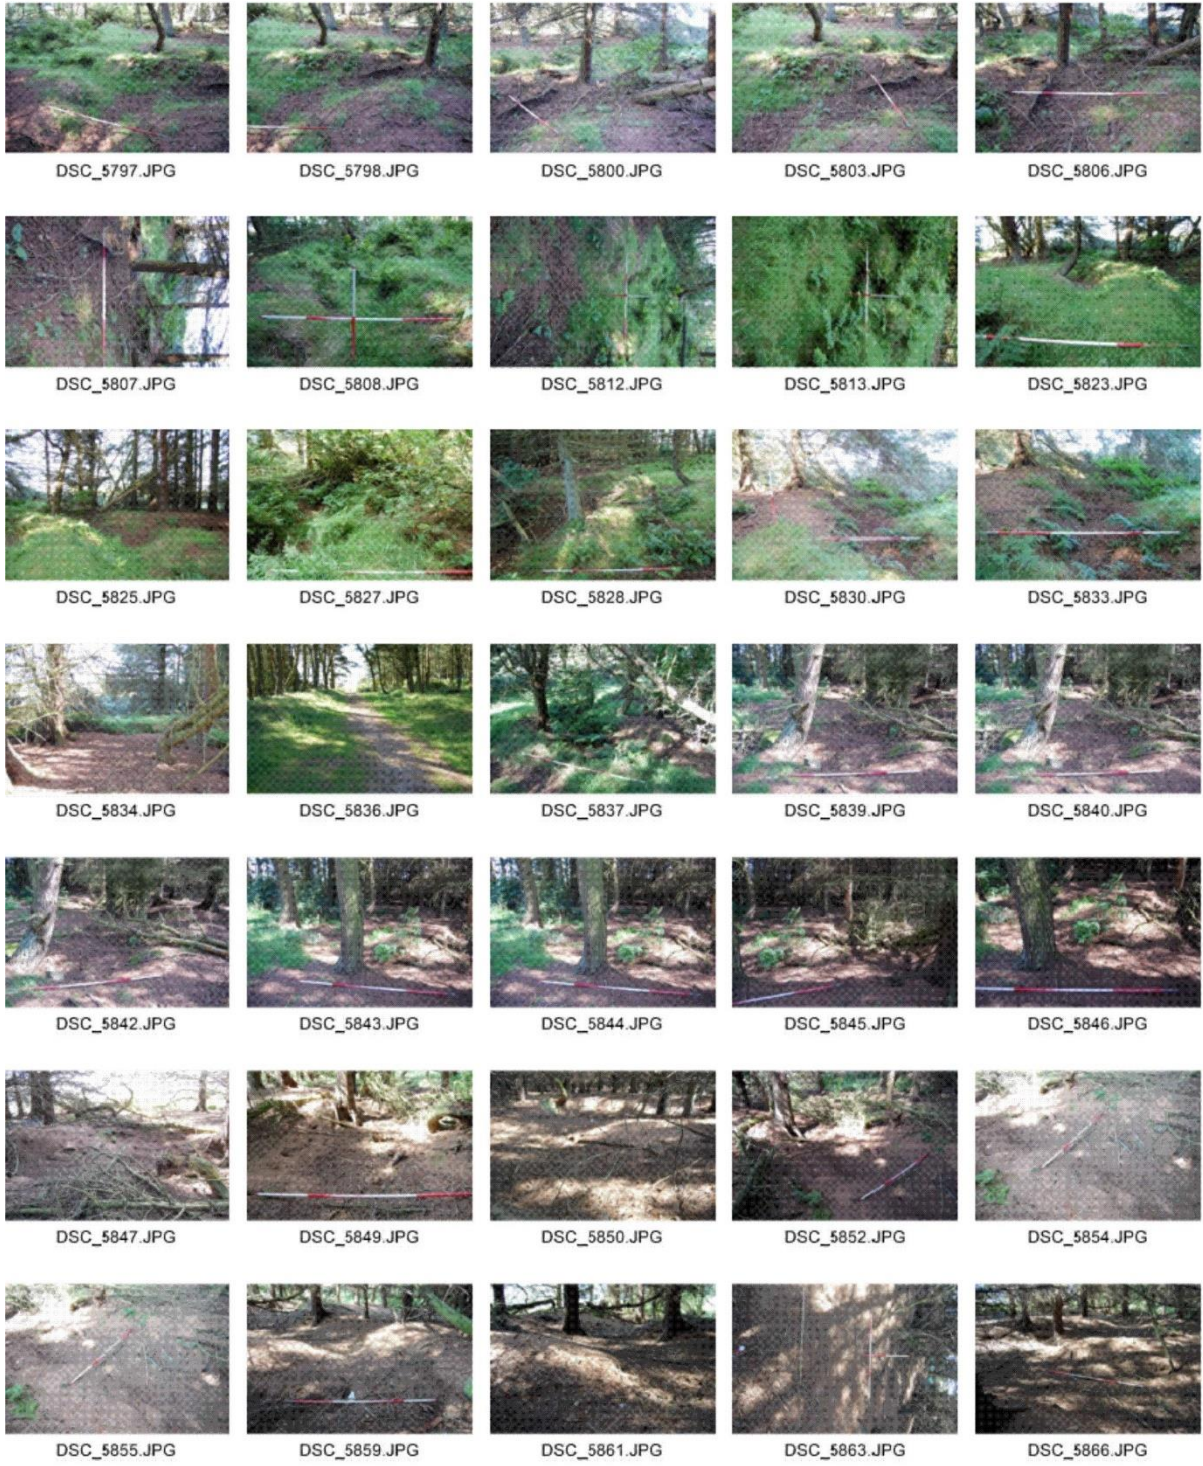 DSC_5797.JPG DSC_5798.JPG DSC_5800.JPG DSC_5803.JPG DSC_5806.JPG
DSC_5807.JPG DSC_5808.JPG DSC_5812.JPG DSC_5813.JPG DSC_5823.JPG
DSC_5825.JPG DSC_5827.JPG DSC_5828.JPG DSC_5830.JPG DSC_5833.JPG
DSC_5834.JPG DSC_5836.JPG DSC_5837.JPG DSC_5839.JPG DSC_5840.JPG
DSC_5842.JPG DSC_5843.JPG DSC_5844.JPG DSC_5845.JPG DSC_5846.JPG
DSC_5847.JPG DSC_5849.JPG DSC_5850.JPG DSC_5852.JPG DSC_5854.JPG
DSC_5855.JPG DSC_5859.JPG DSC_5861.JPG DSC_5863.JPG DSC_5866.JPG